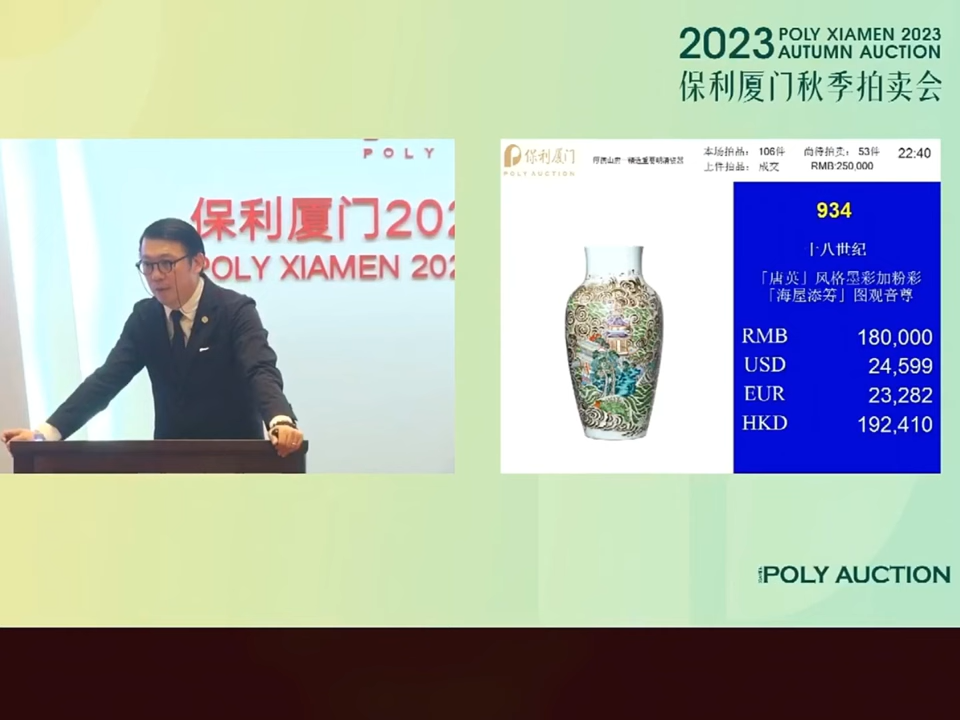 2023 POLY XIAMEN 2023
AUTUMN AUCTION
保利厦门秋季拍卖会
POLY
保利厦门202
POLY XIAMEN 202
保利厦门
POLY AUCTION
本场拍品： 106件
尚待拍卖： 53件
22:40
上件拍品： 成交
RMB:250,000
934
十八世纪
「唐英」风格墨彩加粉彩
「海屋添筹」图观音尊
RMB 180,000
USD 24,599
EUR 23,282
HKD 192,410
POLY AUCTION